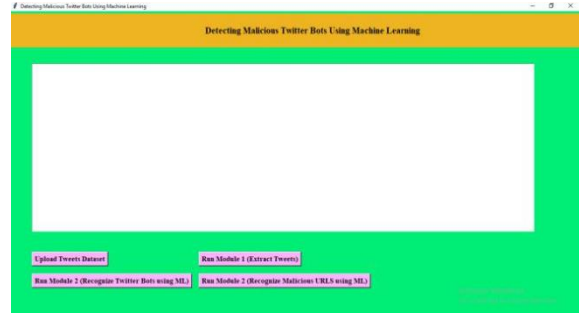 Detecting Malicious Twitter Bots Using Machine Learning
Detecting Malicious Twitter Bots Using Machine Learning
Upload Tweets Dataset
Run Module 1 (Extract Tweets)
Run Module 2 (Recognize Twitter Bots using ML)
Run Module 2 (Recognize Malicious URLS using ML)